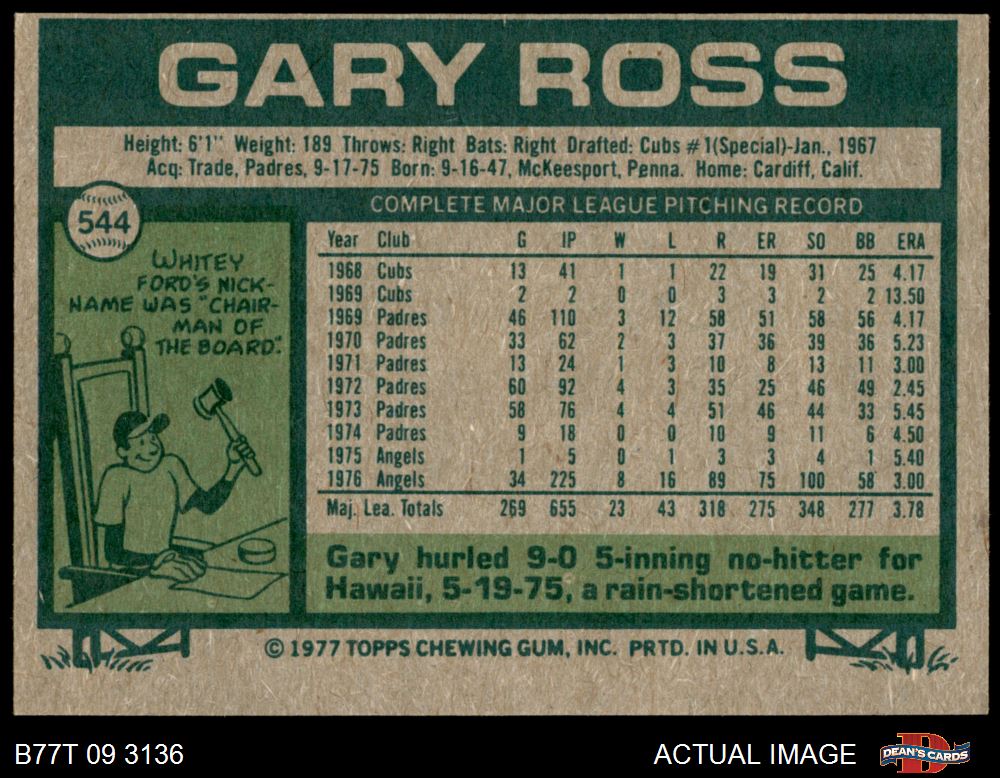 GARY ROSS
Height: 6'1" Weight: 189 Throws: Right Bats: Right Drafted: Cubs #1(Special)-Jan., 1967
Acq: Trade, Padres, 9-17-75 Born: 9-16-47, McKeesport, Penna. Home: Cardiff, Calif.
544
WHITEY
FORD'S NICK-
NAME WAS "CHAIR-
MAN OF
THE BOARD."
COMPLETE MAJOR LEAGUE PITCHING RECORD
Year Club G IP W L R ER SO BB ERA
1968 Cubs 13 41 1 1 22 19 31 25 4.17
1969 Cubs 2 2 0 0 3 3 2 2 13.50
1969 Padres 46 110 3 12 58 51 58 56 4.17
1970 Padres 33 62 2 3 37 36 39 36 5.23
1971 Padres 13 24 1 3 10 8 13 11 3.00
1972 Padres 60 92 4 3 35 25 46 49 2.45
1973 Padres 58 76 4 4 51 46 44 33 5.45
1974 Padres 9 18 0 0 10 9 11 6 4.50
1975 Angels 1 5 0 1 3 3 4 1 5.40
1976 Angels 34 225 8 16 89 75 100 58 3.00
Maj. Lea. Totals 269 655 23 43 318 275 348 277 3.78
Gary hurled 9-0 5-inning no-hitter for
Hawaii, 5-19-75, a rain-shortened game.
© 1977 TOPPS CHEWING GUM, INC. PRTD. IN U.S.A.
B77T 09 3136
ACTUAL IMAGE
DEAN'S CARDS